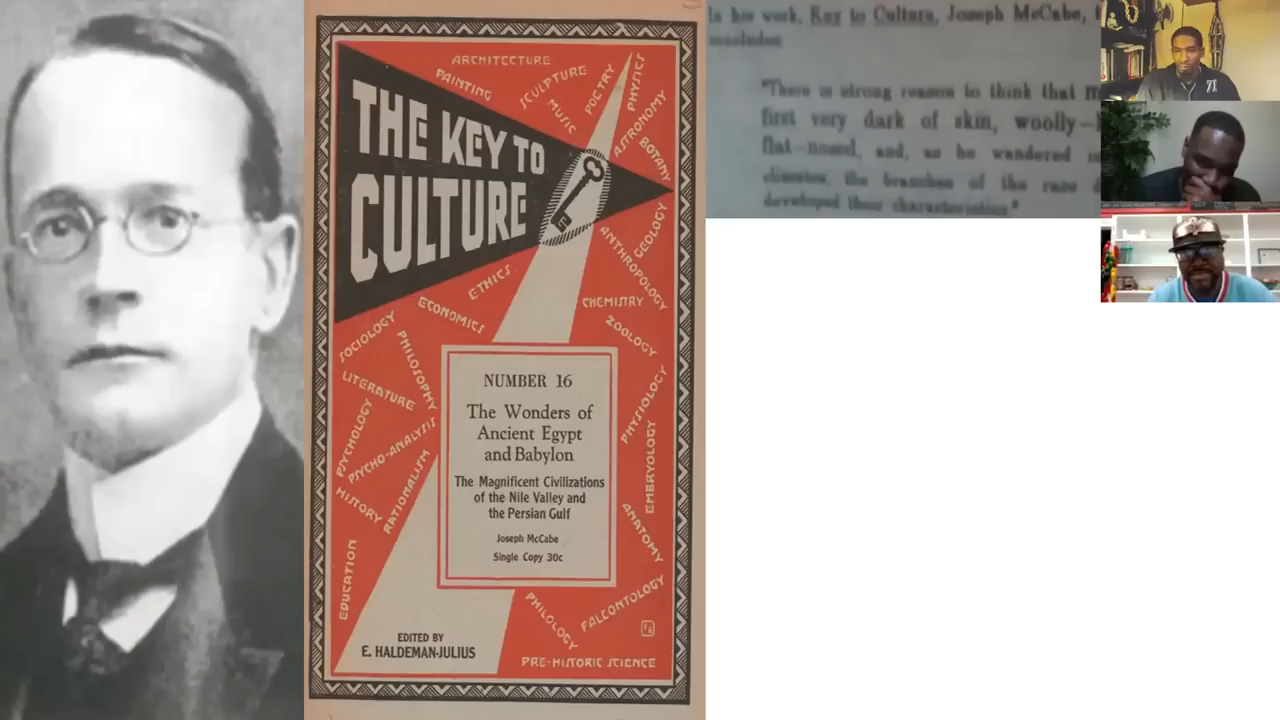 THE KEY TO
CULTURE
ARCHITECTURE
PAINTING
SCULPTURE
MUSIC
POETRY
PHYSICS
ASTRONOMY
BOTANY
GEOLOGY
ANTHROPOLOGY
CHEMISTRY
ZOOLOGY
ETHICS
ECONOMICS
SOCIOLOGY
PHILOSOPHY
LITERATURE
PSYCHOLOGY
PSYCHO-ANALYSIS
HISTORY
RATIONALISM
EDUCATION
PHYSIOLOGY
EMBRYOLOGY
ANATOMY
PALEONTOLOGY
PHILOLOGY
PRE-HISTORIC SCIENCE
NUMBER 16
The Wonders of
Ancient Egypt
and Babylon
The Magnificent Civilizations
of the Nile Valley and
the Persian Gulf
Joseph McCabe
Single Copy 30c
EDITED BY
E. HALDEMAN-JULIUS
In his work, Key to Culture, Joseph McCabe,
"There is strong reason to think that
first very dark of skin, woolly-
flat-nosed, and, as he wandered
climates, the branches of the race
developed their characteristics"
71